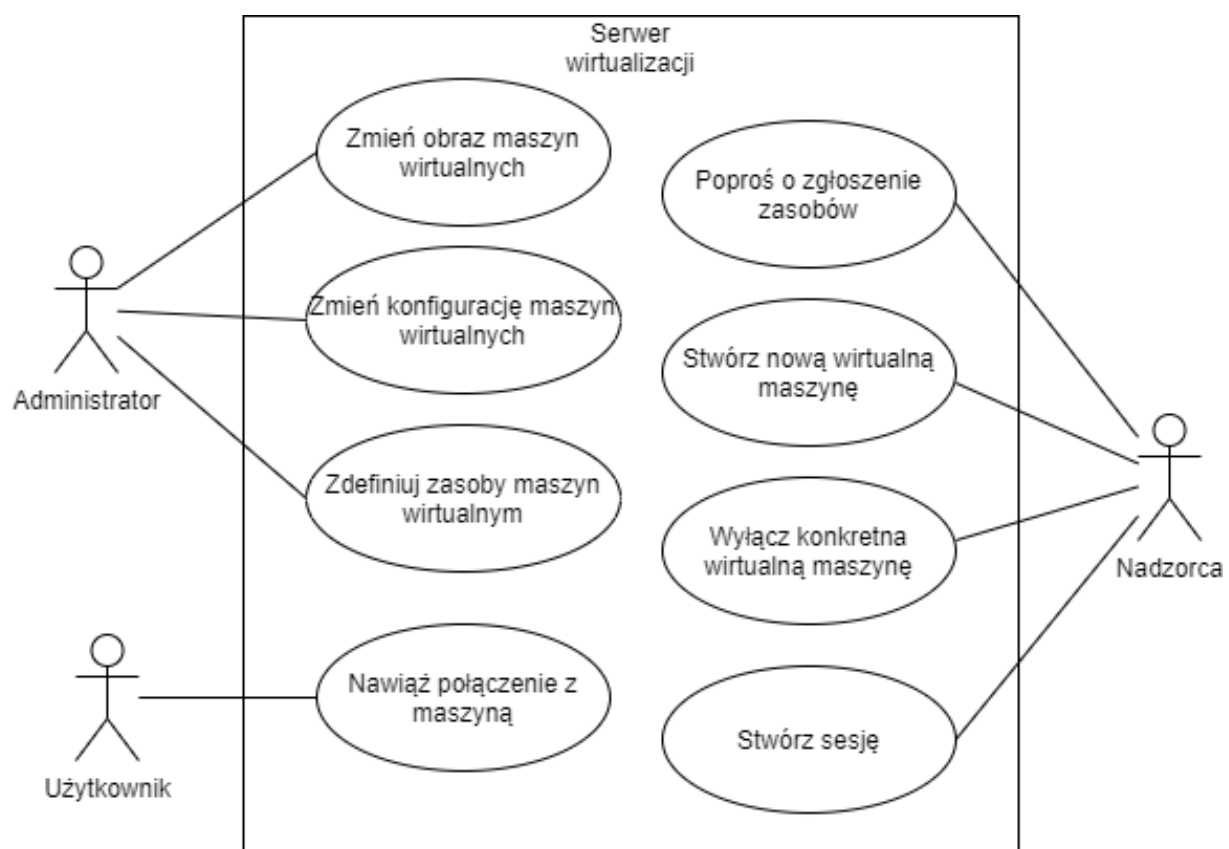 Serwer
wirtualizacji
Zmień obraz maszyn
wirtualnych
Poproś o zgłoszenie
zasobów
Zmień konfigurację maszyn
wirtualnych
Administrator
Stwórz nową wirtualną
maszynę
Zdefiniuj zasoby maszyn
wirtualnym
Wyłącz konkretna
wirtualną maszynę
Nadzorca
Nawiąż połączenie z
maszyną
Stwórz sesję
Użytkownik